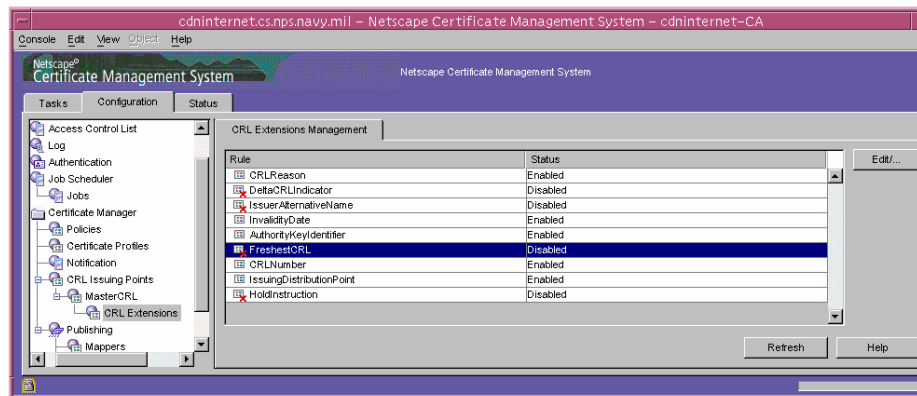 cdninternet.cs.nps.navy.mil - Netscape Certificate Management System - cdninternet-CA
Console Edit View Object Help
Netscape®
Certificate Management System
Netscape Certificate Management System
Tasks Configuration Status
Access Control List
Log
Authentication
Job Scheduler
Jobs
Certificate Manager
Policies
Certificate Profiles
Notification
CRL Issuing Points
MasterCRL
CRL Extensions
Publishing
Mappers
CRL Extensions Management
Rule Status
CRLReason Enabled
DeltaCRLIndicator Disabled
IssuerAlternativeName Disabled
InvalidityDate Enabled
AuthorityKeyIdentifier Enabled
FreshestCRL Disabled
CRLNumber Enabled
IssuingDistributionPoint Enabled
HoldInstruction Disabled
Edit/...
Refresh Help